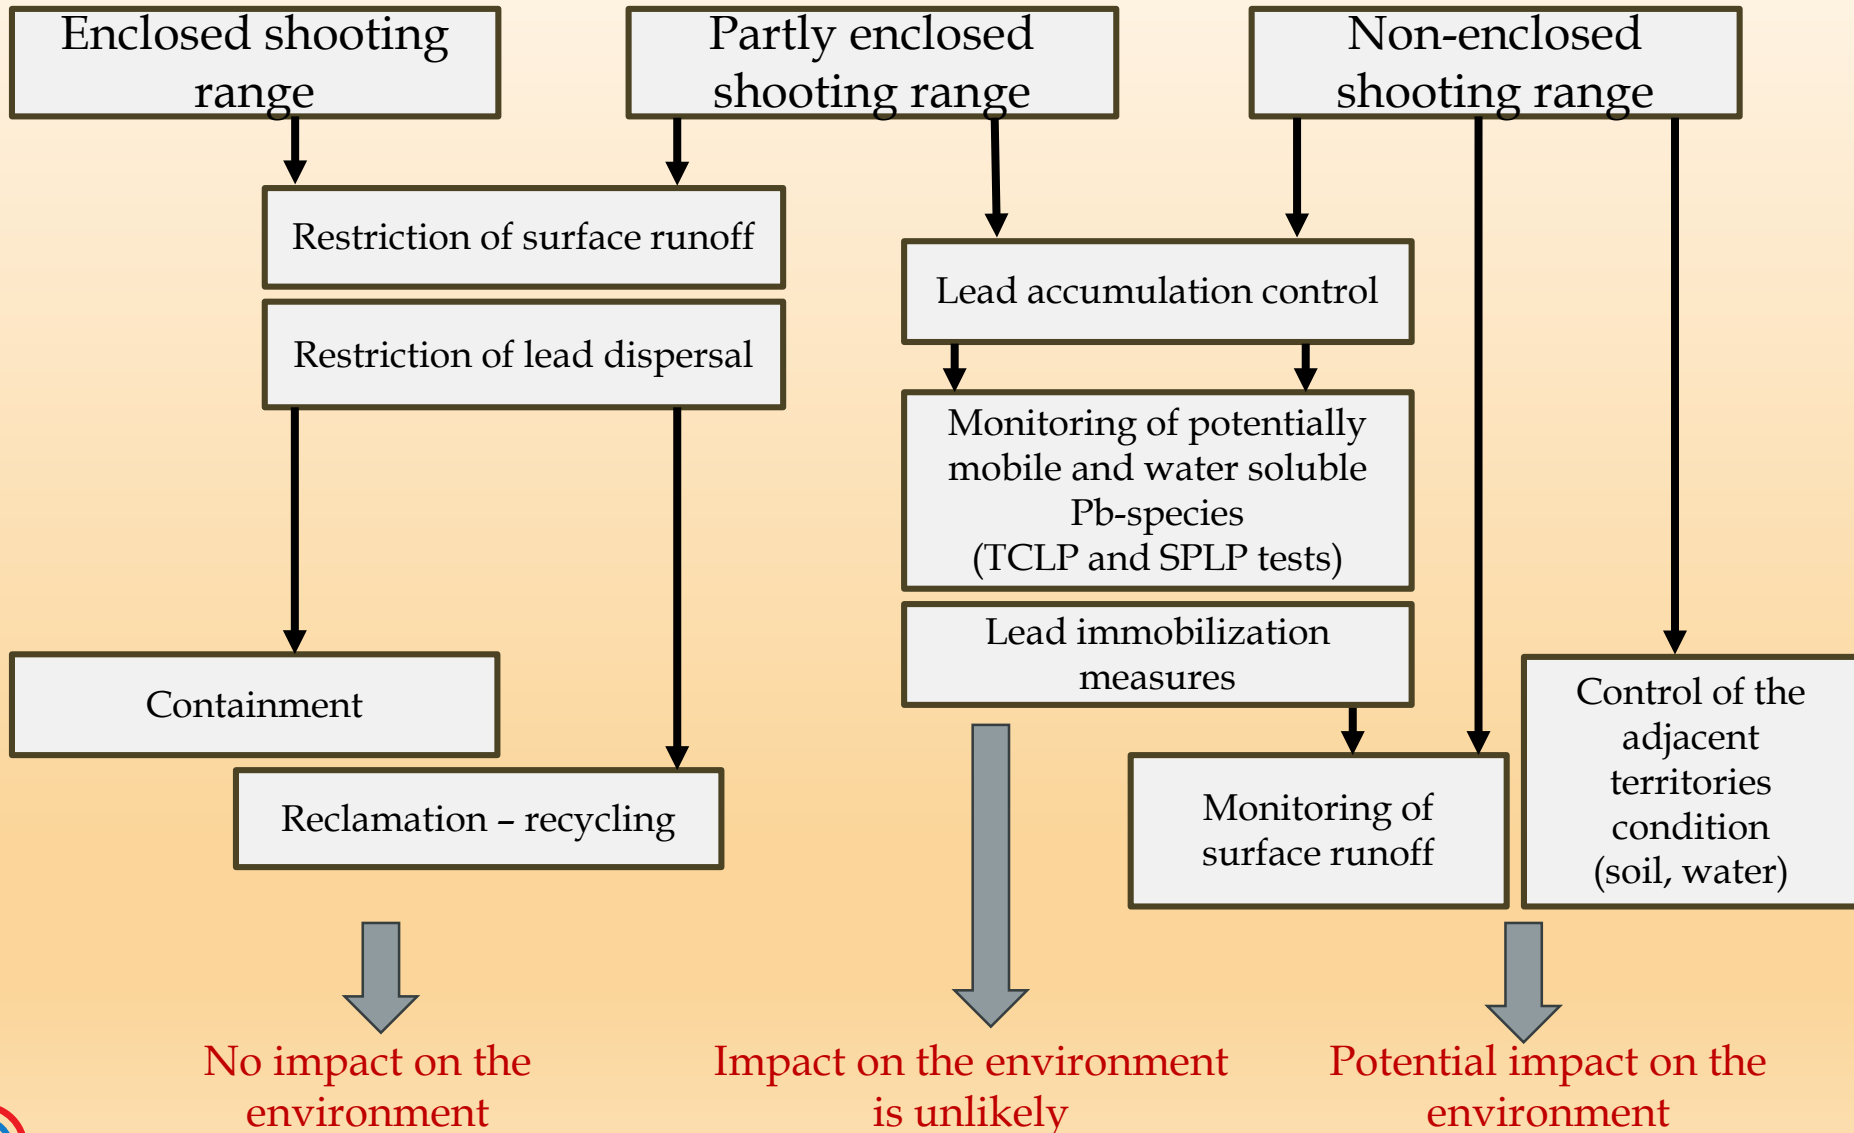 Enclosed shooting
range
Partly enclosed
shooting range
Non-enclosed
shooting range
Restriction of surface runoff
Restriction of lead dispersal
Lead accumulation control
Monitoring of potentially
mobile and water soluble
Pb-species
(TCLP and SPLP tests)
Lead immobilization
measures
Containment
Reclamation – recycling
Monitoring of
surface runoff
Control of the
adjacent
territories
condition
(soil, water)
No impact on the
environment
Impact on the environment
is unlikely
Potential impact on the
environment